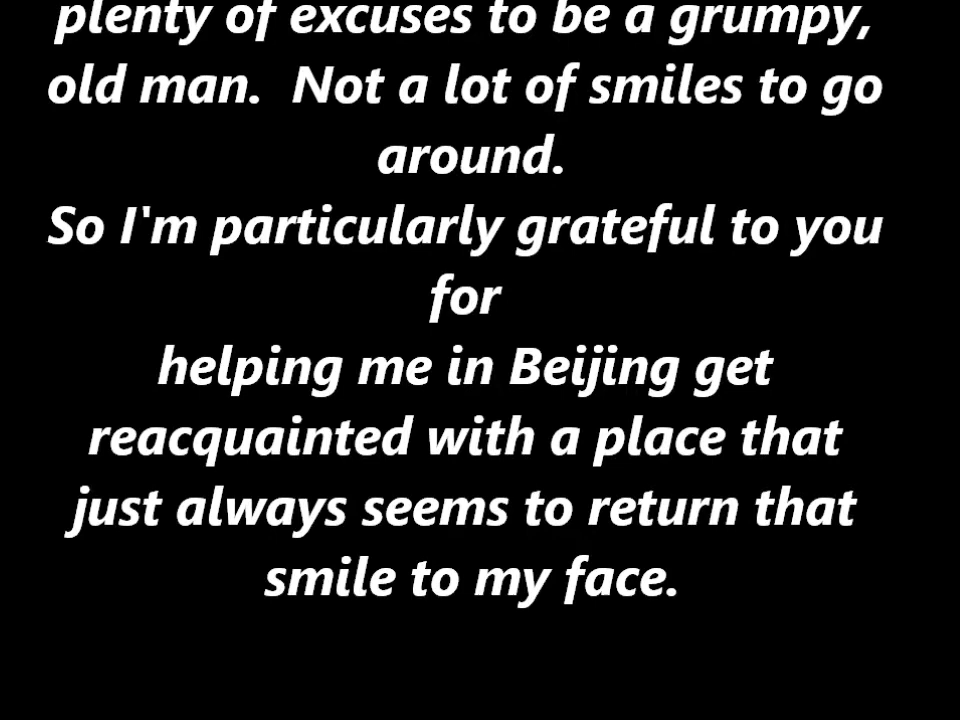 plenty of excuses to be a grumpy,
old man.  Not a lot of smiles to go
around.
So I'm particularly grateful to you
for
helping me in Beijing get
reacquainted with a place that
just always seems to return that
smile to my face.